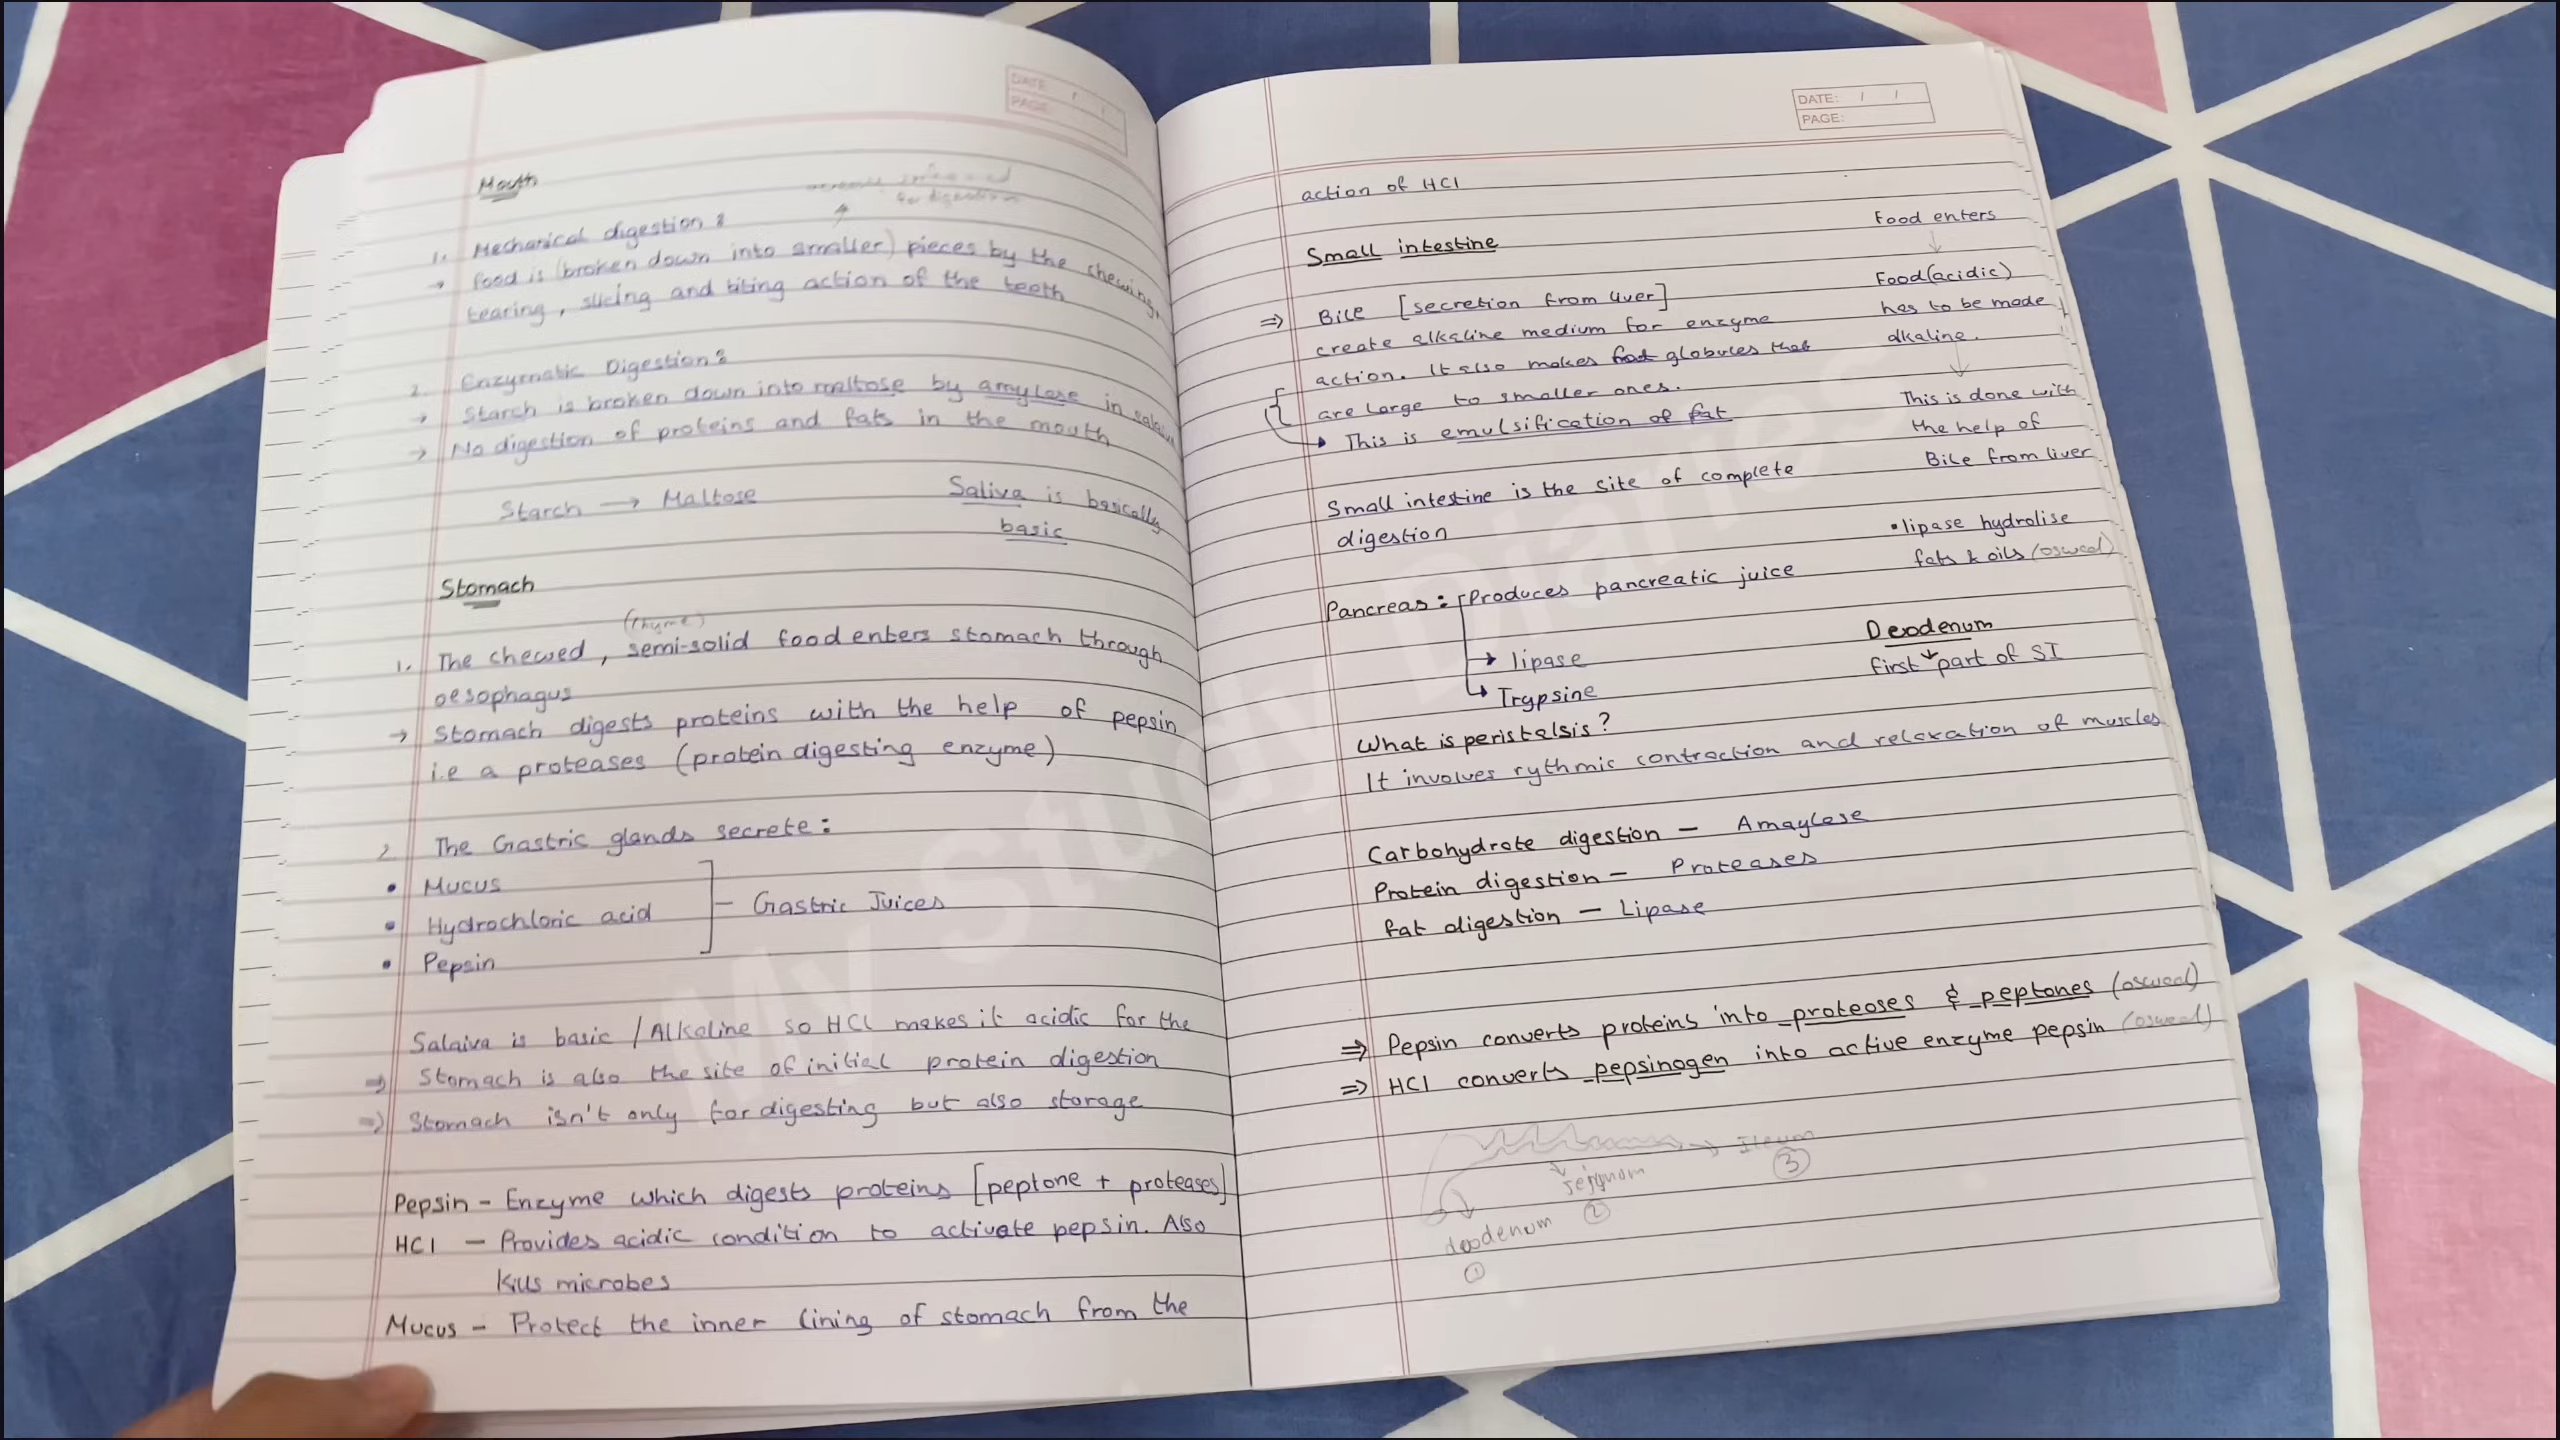 DATE / /
PAGE:
Mouth
for digestion
1. Mechanical digestion :
→ food is (broken down into smaller) pieces by the chewing,
tearing, slicing and biting action of the teeth
2. Enzymatic Digestion :
→ Starch is broken down into maltose by amylase in salaiva
→ No digestion of proteins and fats in the mouth
Starch → Maltose
Saliva is basically
basic
Stomach
(thyme)
1. The chewed, semi-solid food enters stomach through
oesophagus
→ Stomach digests proteins with the help of pepsin
i.e a proteases (protein digesting enzyme)
2 The Gastric glands secrete :
• Mucus
• Hydrochloric acid - Gastric Juices
• Pepsin
Salaiva is basic / Alkaline so HCl makes it acidic for the
⇒ Stomach is also the site of initial protein digestion
⇒ Stomach isn't only for digesting but also storage
Pepsin - Enzyme which digests proteins [peptone + proteases]
HCl - Provides acidic condition to activate pepsin. Also
kills microbes
Mucus - Protect the inner lining of stomach from the
DATE: / /
PAGE:
action of HCl
Small intestine
⇒ Bile [secretion from liver]
create alkaline medium for enzyme
action. It also makes globules that
are large to smaller ones.
→ This is emulsification of fat
Food enters
↓
Food (acidic)
has to be made
alkaline.
↓
This is done with
the help of
Bile from liver
Small intestine is the site of complete
digestion
• lipase hydrolise
fats & oils (oswaal)
Pancreas : Produces pancreatic juice
→ lipase
→ Trypsine
Deodenum
first part of SI
What is peristalsis ?
It involves rythmic contraction and relaxation of muscles
Carbohydrate digestion - Amaylase
Protein digestion - Proteases
fat digestion - Lipase
⇒ Pepsin converts proteins into proteoses & peptones (oswaal)
⇒ HCl converts pepsinogen into active enzyme pepsin (oswaal)
→ Ileum
③
jejunom
②
deodenum
①
My Study Diaries